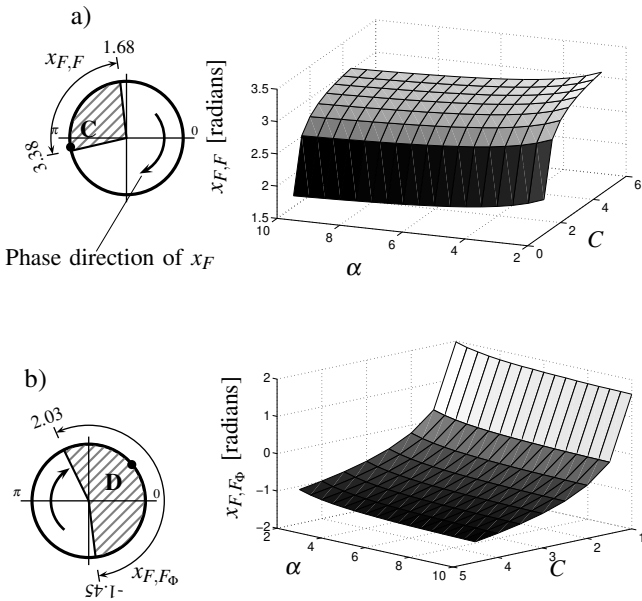 a)
x_{F,F}
1.68
C
π
0
3.38
Phase direction of x_F
x_{F,F} [radians]
3.5
3
2.5
2
1.5
10
8
6
4
2
α
0
2
4
6
C
b)
2.03
D
π
0
x_{F,F_Φ}
-1.45
x_{F,F_Φ} [radians]
2
1
0
−1
−2
2
4
6
8
10
α
5
4
3
2
1
C